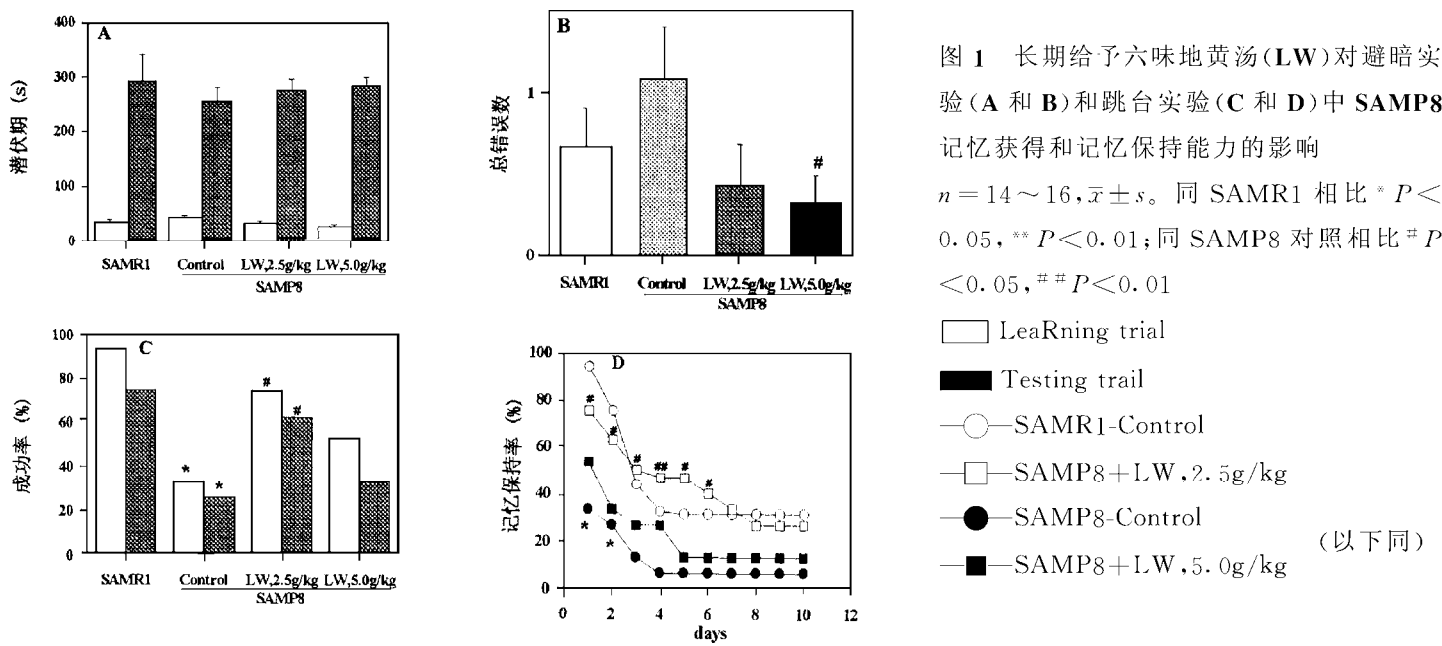 A
潜伏期 (s)
400
300
200
100
0
SAMR1
Control
LW,2.5g/kg
LW,5.0g/kg
SAMP8
B
总错误数
1
0
#
SAMR1
Control
LW,2.5g/kg
LW,5.0g/kg
SAMP8
C
成功率 (%)
100
80
60
40
20
0
*
*
#
#
SAMR1
Control
LW,2.5g/kg
LW,5.0g/kg
SAMP8
D
记忆保持率 (%)
100
80
60
40
20
0
#
#
#
##
#
#
*
*
0 2 4 6 8 10 12
days
图 1 长期给予六味地黄汤(LW)对避暗实
验(A 和 B)和跳台实验(C 和 D)中 SAMP8
记忆获得和记忆保持能力的影响
n=14~16,x̄±s。同 SAMR1 相比 * P<
0.05,** P<0.01;同 SAMP8 对照相比 # P
<0.05,## P<0.01
LeaRning trial
Testing trail
SAMR1-Control
SAMP8+LW,2.5g/kg
SAMP8-Control
SAMP8+LW,5.0g/kg
(以下同)